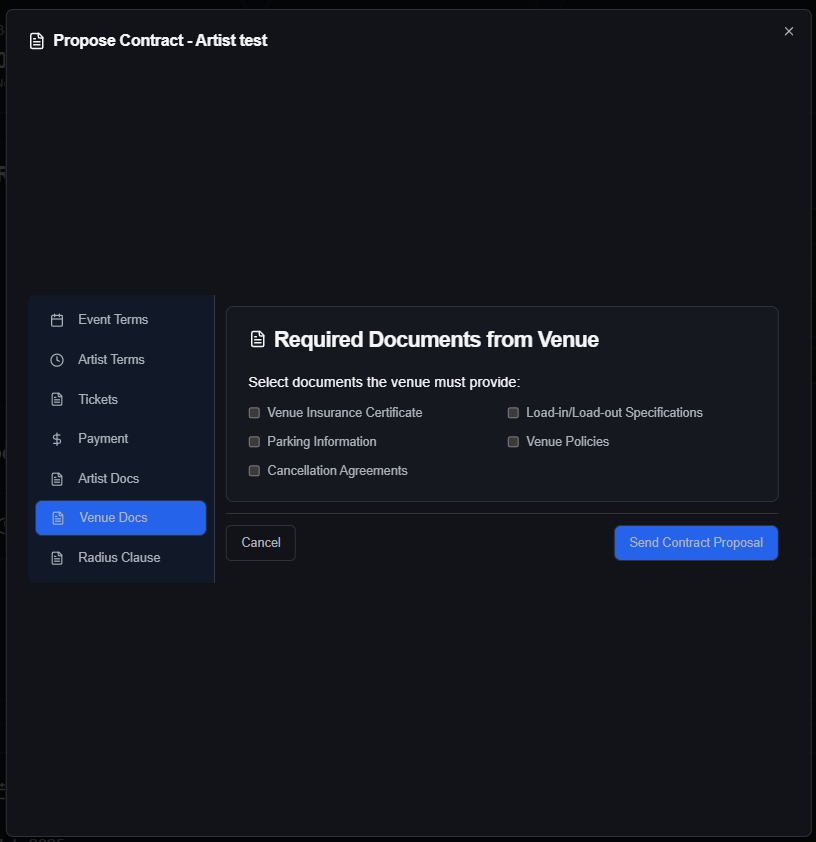 Propose Contract - Artist test
Event Terms
Artist Terms
Tickets
Payment
Artist Docs
Venue Docs
Radius Clause
Required Documents from Venue
Select documents the venue must provide:
Venue Insurance Certificate
Load-in/Load-out Specifications
Parking Information
Venue Policies
Cancellation Agreements
Cancel
Send Contract Proposal